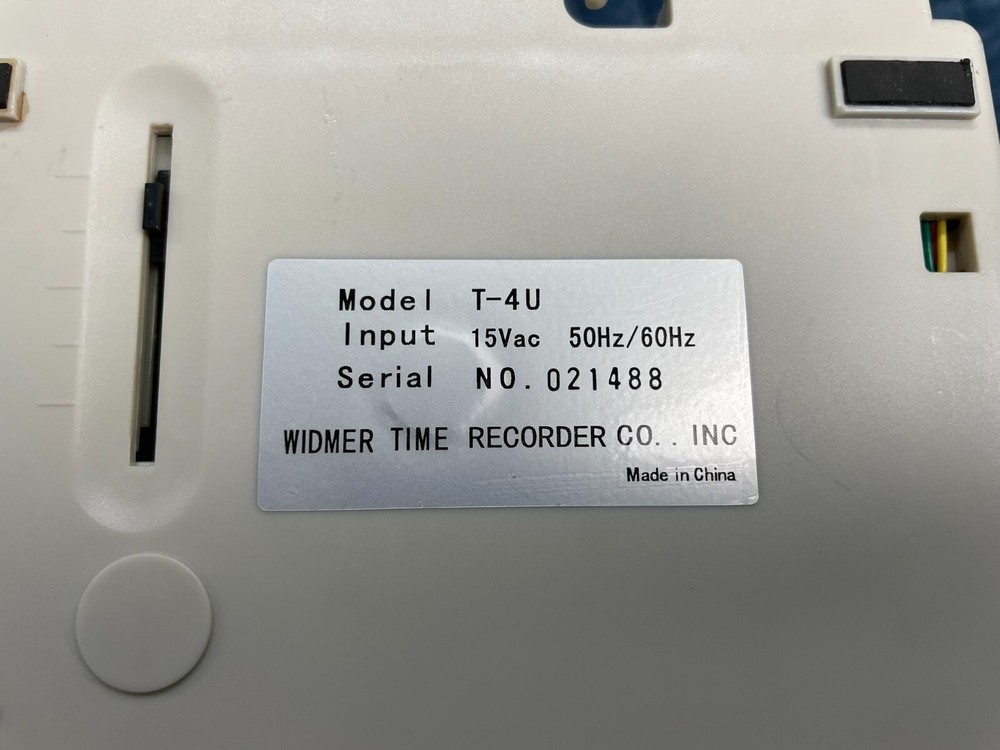 Model T-4U
Input 15Vac 50Hz/60Hz
Serial NO. 021488
WIDMER TIME RECORDER CO. . INC
Made in China